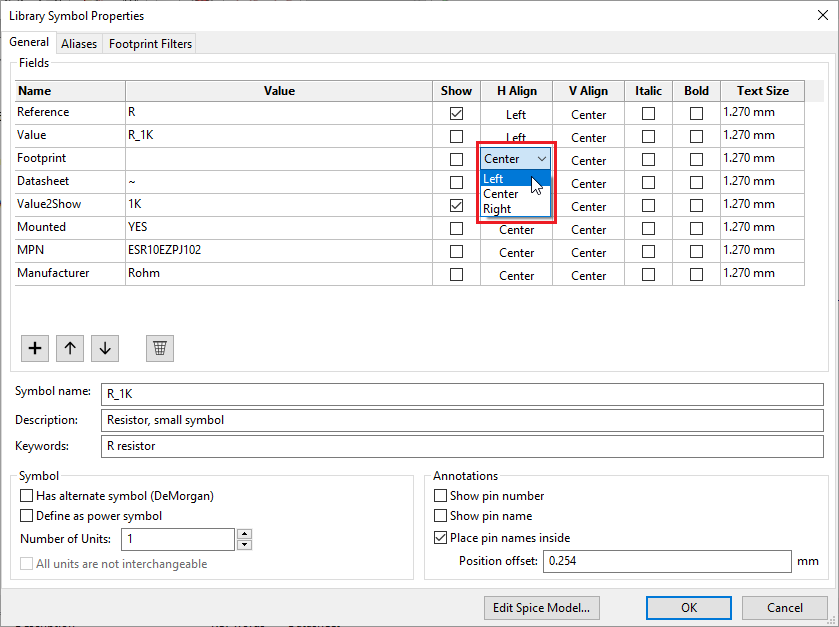 Library Symbol Properties
General Aliases Footprint Filters
Fields
Name Value Show H Align V Align Italic Bold Text Size
Reference R Left Center 1.270 mm
Value R_1K Left Center 1.270 mm
Footprint Center Center 1.270 mm
Datasheet ~ Left Center 1.270 mm
Center
Value2Show 1K Right Center 1.270 mm
Mounted YES Center Center 1.270 mm
MPN ESR10EZPJ102 Center Center 1.270 mm
Manufacturer Rohm Center Center 1.270 mm
Symbol name: R_1K
Description: Resistor, small symbol
Keywords: R resistor
Symbol
Has alternate symbol (DeMorgan)
Define as power symbol
Number of Units: 1
All units are not interchangeable
Annotations
Show pin number
Show pin name
Place pin names inside
Position offset: 0.254 mm
Edit Spice Model... OK Cancel